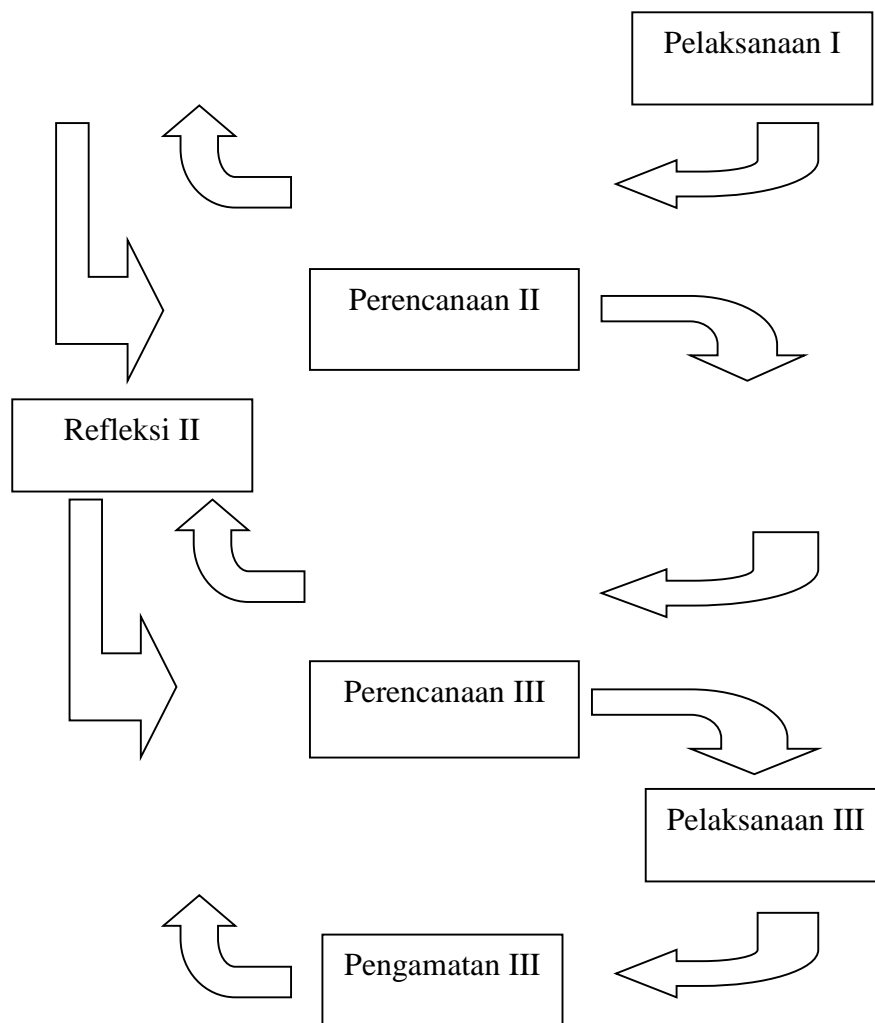 Pelaksanaan I
Perencanaan II
Refleksi II
Perencanaan III
Pelaksanaan III
Pengamatan III